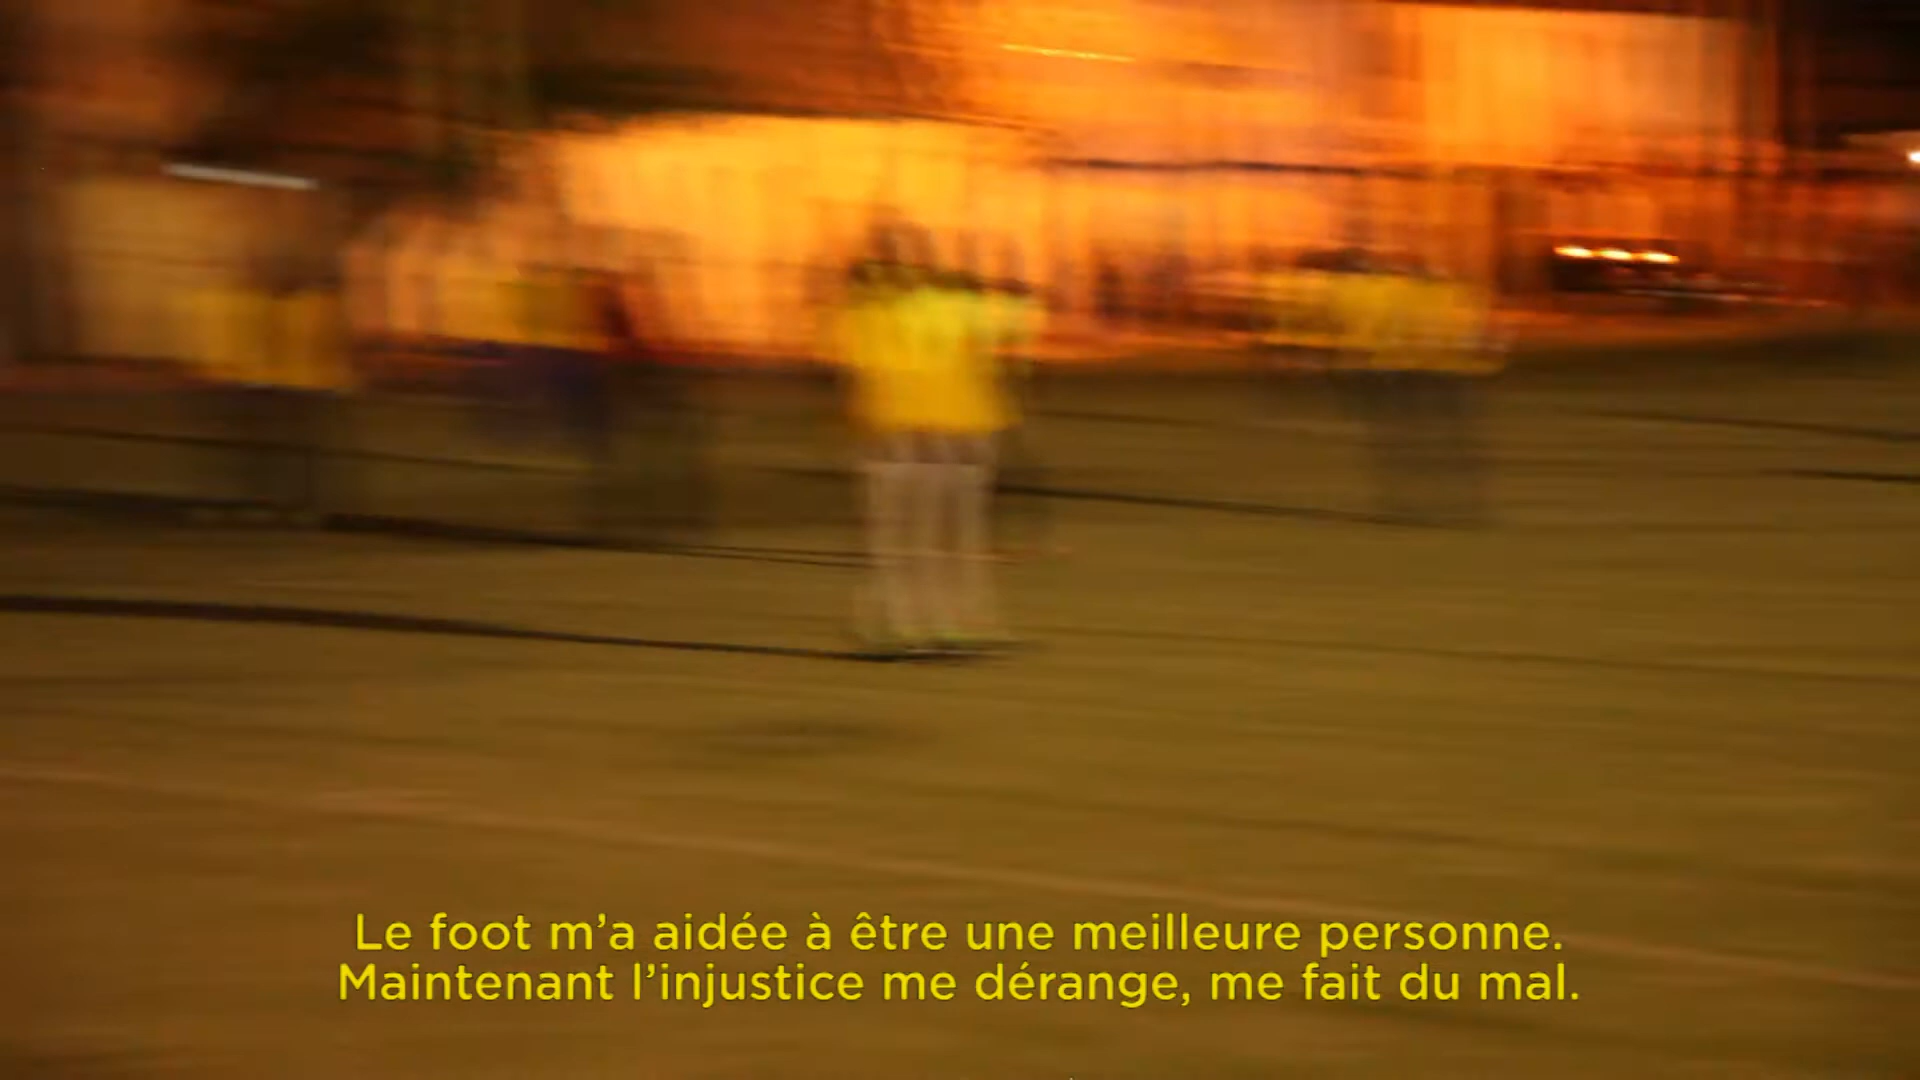 Le foot m’a aidée à être une meilleure personne.
Maintenant l’injustice me dérange, me fait du mal.